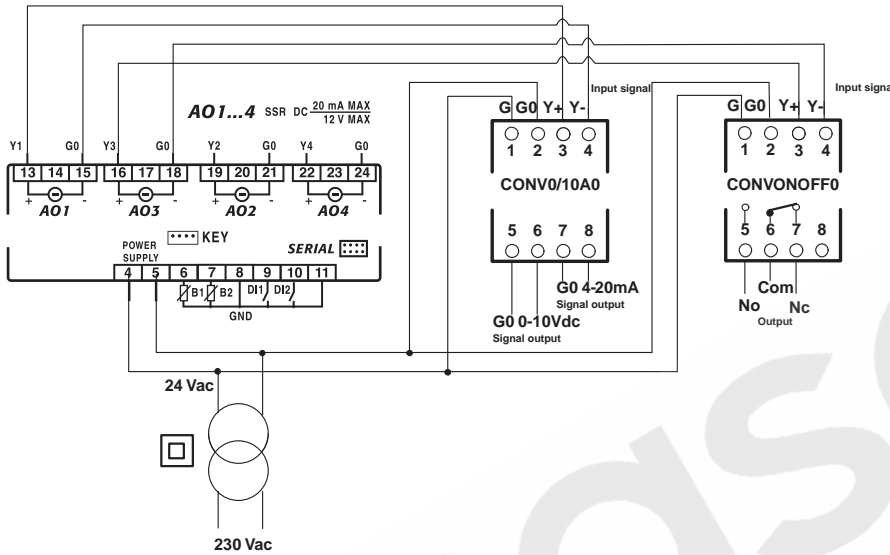 Input signal
Input signal
AO1...4 SSR DC 20 mA MAX
12 V MAX
G G0 Y+ Y-
G G0 Y+ Y-
1 2 3 4
1 2 3 4
Y1 G0 Y3 G0 Y2 G0 Y4 G0
13 14 15 16 17 18 19 20 21 22 23 24
+ - + - + - + -
AO1 AO3 AO2 AO4
CONV0/10A0
CONVONOFF0
KEY
SERIAL
5 6 7 8
5 6 7 8
POWER
SUPPLY
4 5 6 7 8 9 10 11
B1 B2 DI1 DI2
GND
G0 4-20mA
Signal output
G0 0-10Vdc
Signal output
Com
No Nc
Output
24 Vac
230 Vac